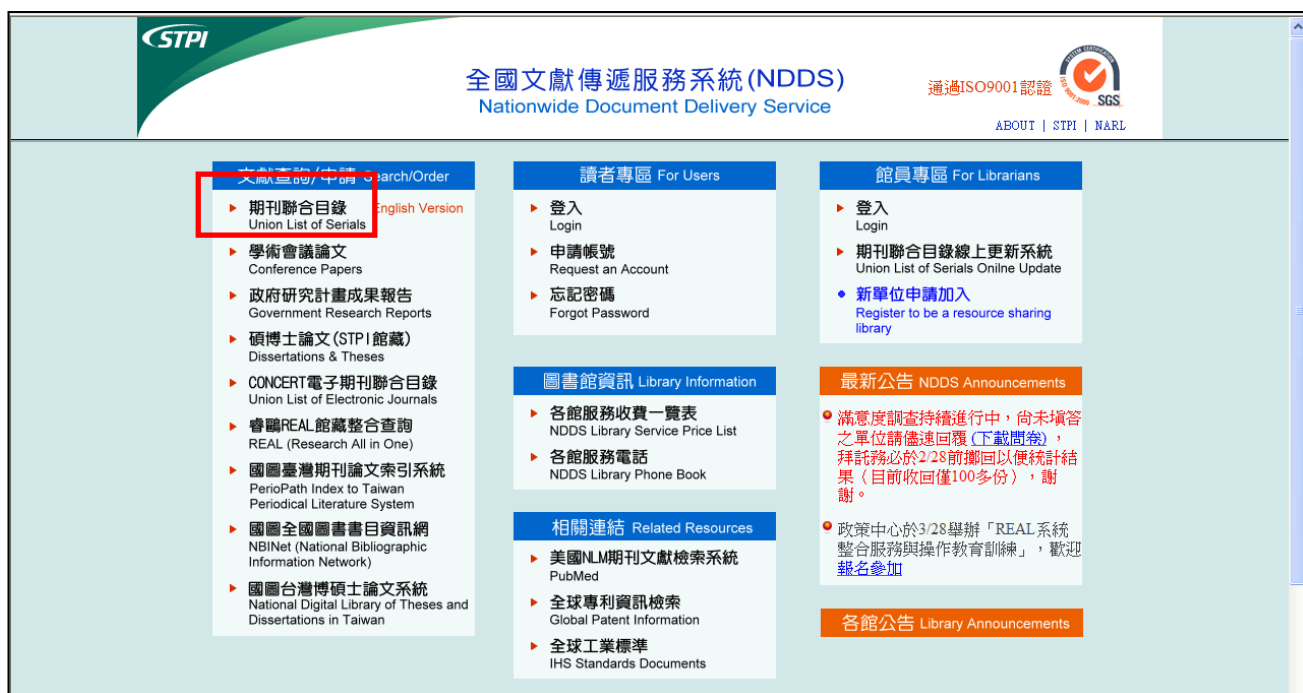 STPI
全國文獻傳遞服務系統(NDDS)
Nationwide Document Delivery Service
通過ISO9001認證
SYSTEM CERTIFICATION
ISO 9001:2000
SGS
ABOUT | STPI | NARL
文獻查詢/申請 Search/Order
期刊聯合目錄 English Version
Union List of Serials
學術會議論文
Conference Papers
政府研究計畫成果報告
Government Research Reports
碩博士論文(STPI館藏)
Dissertations & Theses
CONCERT電子期刊聯合目錄
Union List of Electronic Journals
睿鷗REAL館藏整合查詢
REAL (Research All in One)
國圖臺灣期刊論文索引系統
PerioPath Index to Taiwan
Periodical Literature System
國圖全國圖書書目資訊網
NBINet (National Bibliographic
Information Network)
國圖台灣博碩士論文系統
National Digital Library of Theses and
Dissertations in Taiwan
讀者專區 For Users
登入
Login
申請帳號
Request an Account
忘記密碼
Forgot Password
圖書館資訊 Library Information
各館服務收費一覽表
NDDS Library Service Price List
各館服務電話
NDDS Library Phone Book
相關連結 Related Resources
美國NLM期刊文獻檢索系統
PubMed
全球專利資訊檢索
Global Patent Information
全球工業標準
IHS Standards Documents
館員專區 For Librarians
登入
Login
期刊聯合目錄線上更新系統
Union List of Serials Onilne Update
新單位申請加入
Register to be a resource sharing
library
最新公告 NDDS Announcements
滿意度調查持續進行中，尚未填答
之單位請儘速回覆 (下載問卷)，
拜託務必於2/28前擲回以便統計結
果（目前收回僅100多份），謝
謝。
政策中心於3/28舉辦「REAL系統
整合服務與操作教育訓練」，歡迎
報名參加
各館公告 Library Announcements